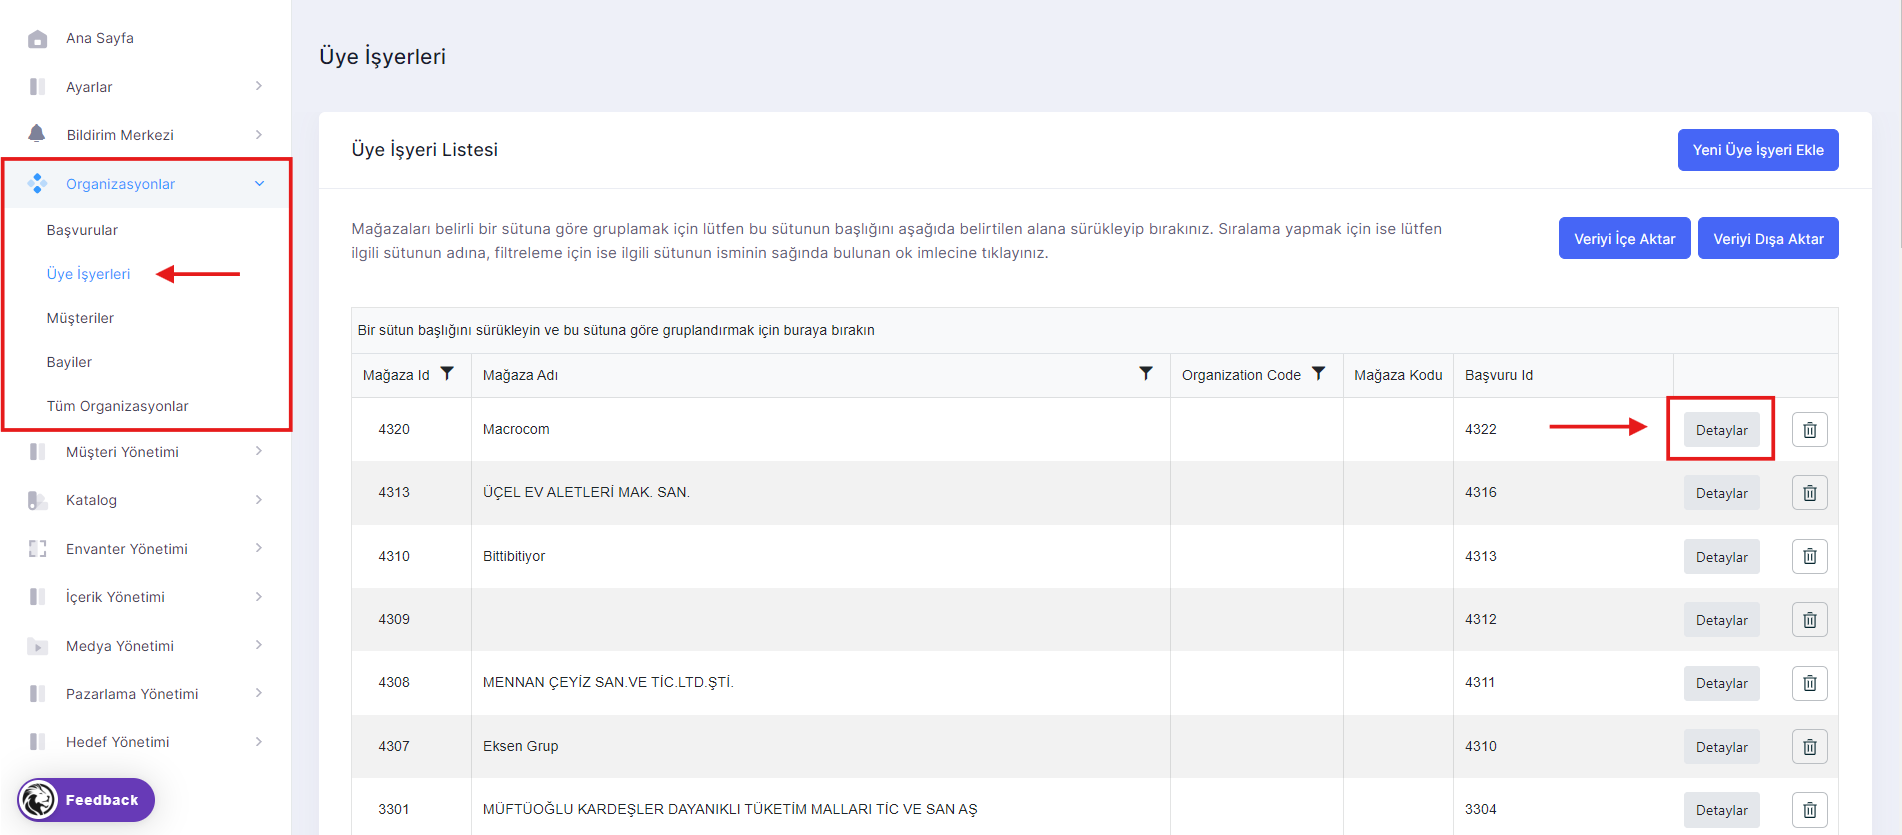 Ana Sayfa
Ayarlar
Bildirim Merkezi
Organizasyonlar
Başvurular
Üye İşyerleri
Müşteriler
Bayiler
Tüm Organizasyonlar
Müşteri Yönetimi
Katalog
Envanter Yönetimi
İçerik Yönetimi
Medya Yönetimi
Pazarlama Yönetimi
Hedef Yönetimi
Feedback
Üye İşyerleri
Üye İşyeri Listesi
Yeni Üye İşyeri Ekle
Mağazaları belirli bir sütuna göre gruplamak için lütfen bu sütunun başlığını aşağıda belirtilen alana sürükleyip bırakınız. Sıralama yapmak için ise lütfen
ilgili sütunun adına, filtreleme için ise ilgili sütunun isminin sağında bulunan ok imlecine tıklayınız.
Veriyi İçe Aktar Veriyi Dışa Aktar
Bir sütun başlığını sürükleyin ve bu sütuna göre gruplandırmak için buraya bırakın
Mağaza Id Mağaza Adı Organization Code Mağaza Kodu Başvuru Id
4320 Macrocom 4322 Detaylar
4313 ÜÇEL EV ALETLERİ MAK. SAN. 4316 Detaylar
4310 Bittibitiyor 4313 Detaylar
4309 4312 Detaylar
4308 MENNAN ÇEYİZ SAN.VE TİC.LTD.ŞTİ. 4311 Detaylar
4307 Eksen Grup 4310 Detaylar
3301 MÜFTÜOĞLU KARDEŞLER DAYANIKLI TÜKETİM MALLARI TİC VE SAN AŞ 3304 Detaylar